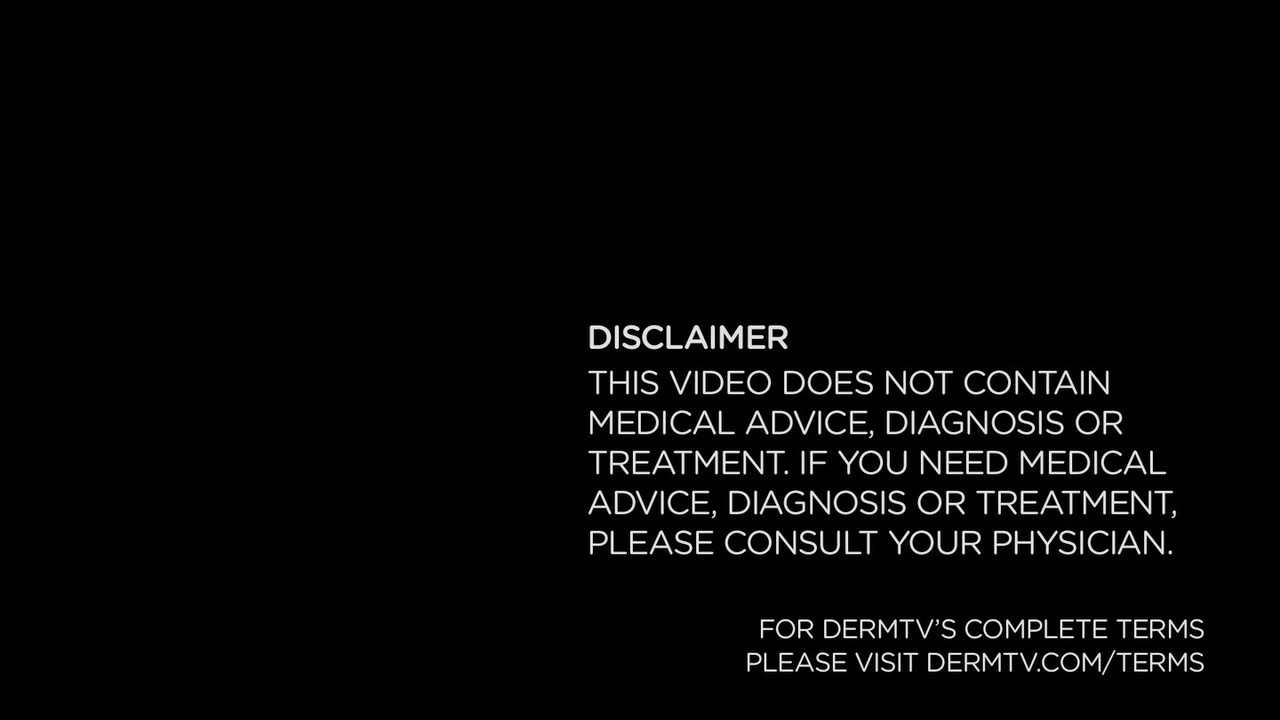 DISCLAIMER
THIS VIDEO DOES NOT CONTAIN
MEDICAL ADVICE, DIAGNOSIS OR
TREATMENT. IF YOU NEED MEDICAL
ADVICE, DIAGNOSIS OR TREATMENT,
PLEASE CONSULT YOUR PHYSICIAN.
FOR DERMTV’S COMPLETE TERMS
PLEASE VISIT DERMTV.COM/TERMS